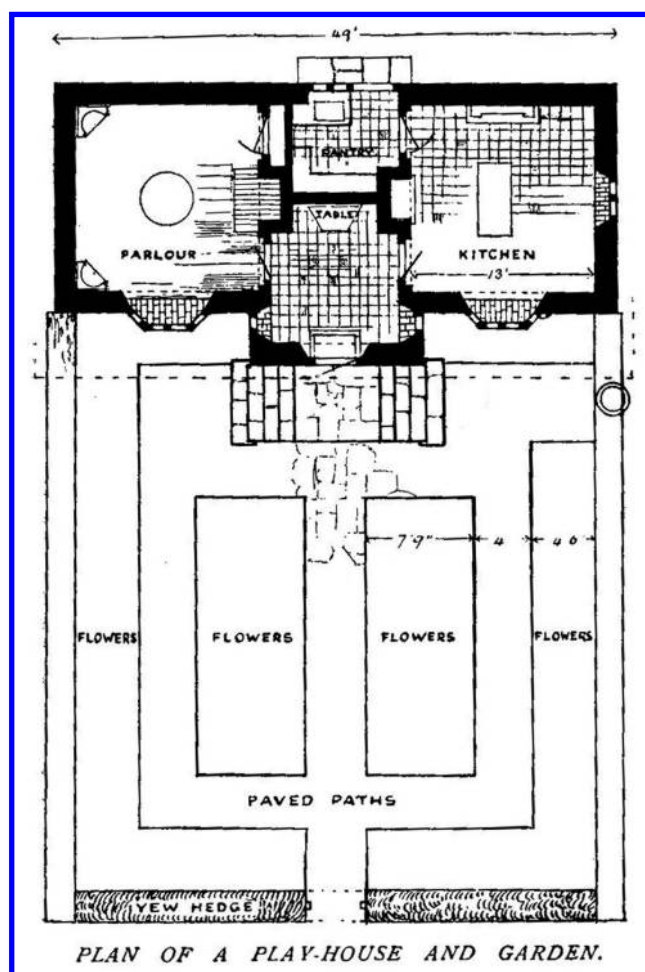 40'
PANTRY
TABLE
PARLOUR
KITCHEN
13'
7'9" 4 4 6
FLOWERS FLOWERS FLOWERS FLOWERS
PAVED PATHS
YEW HEDGE
PLAN OF A PLAY-HOUSE AND GARDEN.